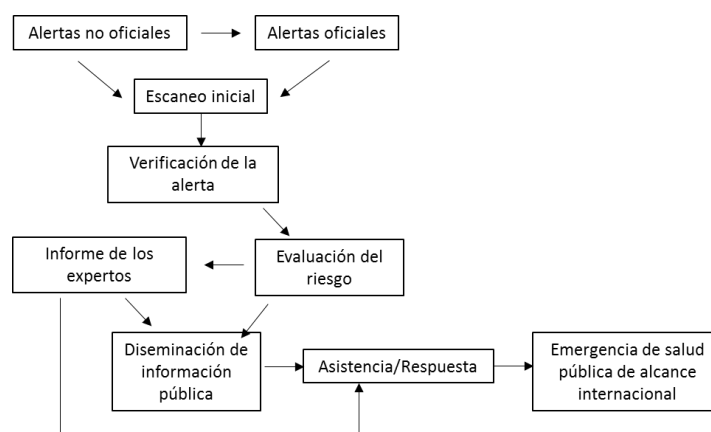 Alertas no oficiales
Alertas oficiales
Escaneo inicial
Verificación de la
alerta
Informe de los
expertos
Evaluación del
riesgo
Diseminación de
información
pública
Asistencia/Respuesta
Emergencia de salud
pública de alcance
internacional